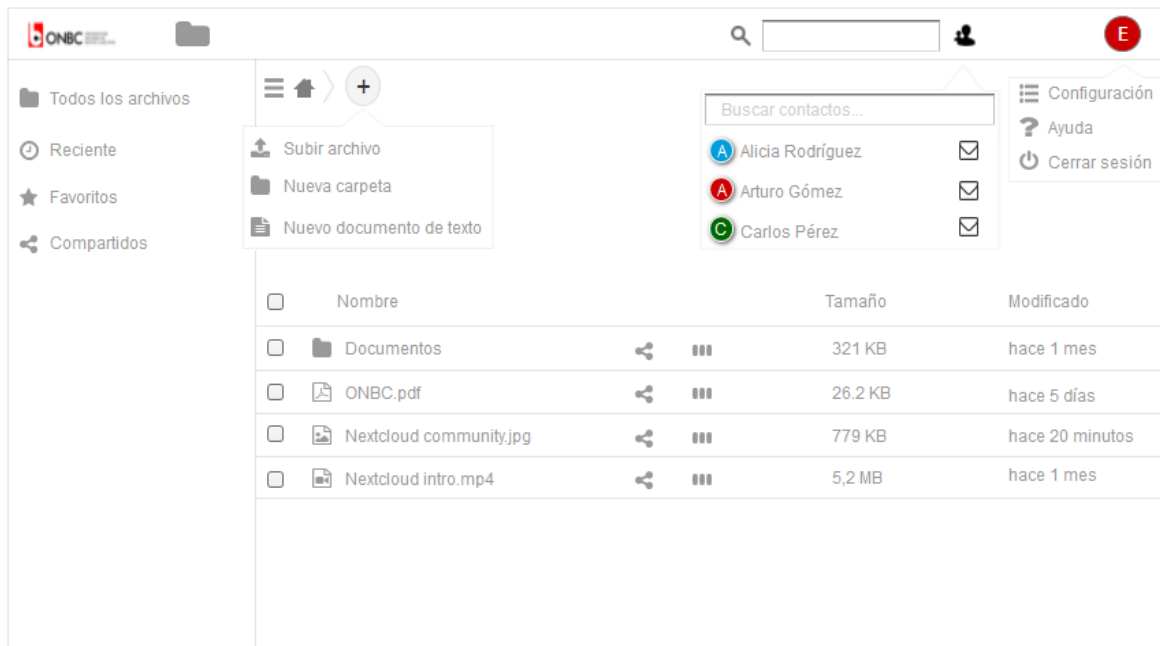 ONBC
E
Todos los archivos
Reciente
Favoritos
Compartidos
+
Subir archivo
Nueva carpeta
Nuevo documento de texto
Buscar contactos...
A Alicia Rodríguez
A Arturo Gómez
C Carlos Pérez
Configuración
? Ayuda
Cerrar sesión
Nombre Tamaño Modificado
Documentos 321 KB hace 1 mes
ONBC.pdf 26.2 KB hace 5 días
Nextcloud community.jpg 779 KB hace 20 minutos
Nextcloud intro.mp4 5,2 MB hace 1 mes